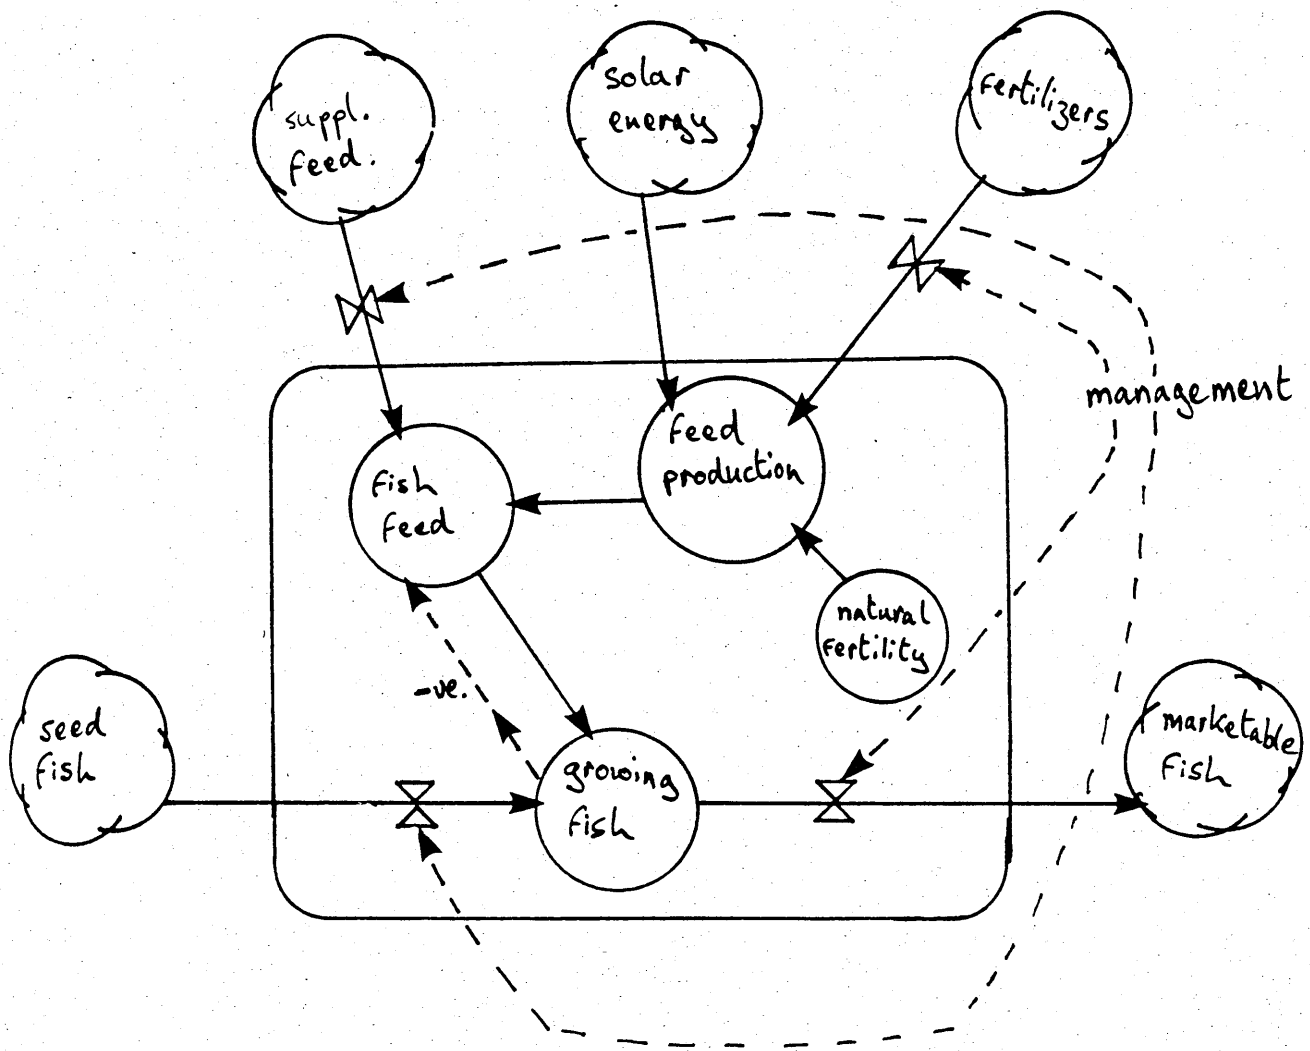 suppl.
feed.
solar
energy
fertilizers
management
feed
production
fish
feed
natural
fertility
-ve.
seed
fish
growing
fish
marketable
fish